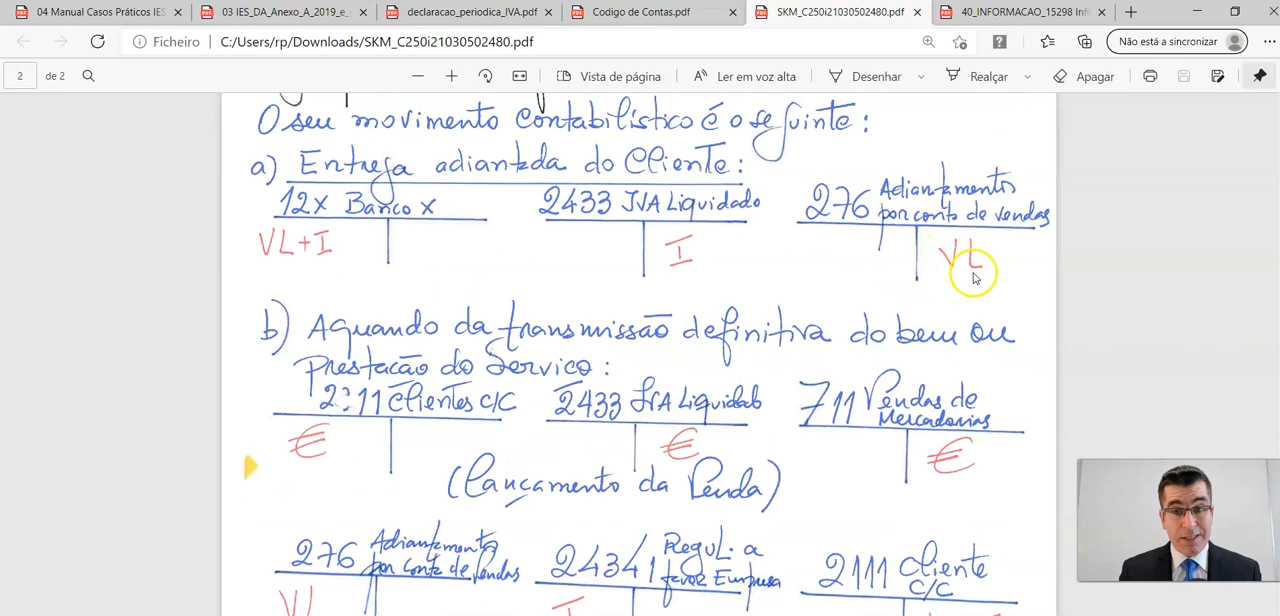 04 Manual Casos Práticos IES
03 IES_DA_Anexo_A_2019_e_
declaracao_periodica_IVA.pdf
Codigo de Contas.pdf
SKM_C250i21030502480.pdf
40_INFORMACAO_15298
Ficheiro
C:/Users/rp/Downloads/SKM_C250i21030502480.pdf
Não está a sincronizar
2
de 2
Vista de página
Ler em voz alta
Desenhar
Realçar
Apagar
O seu movimento contabilístico é o seguinte:
a) Entrega adiantada do Cliente:
12x Banco x
2433 IVA Liquidado
276 Adiantamentos
por conta de vendas
VL+I
I
VL
b) Aquando da transmissão definitiva do bem ou
Prestação do Serviço:
2111 Clientes C/C
2433 IVA Liquidado
711 Vendas de
Mercadorias
€
€
€
(Lançamento da Venda)
276 Adiantamentos
por conta de vendas
24341 Regul. a
favor Empresa
2111 Cliente
C/C
VL
I